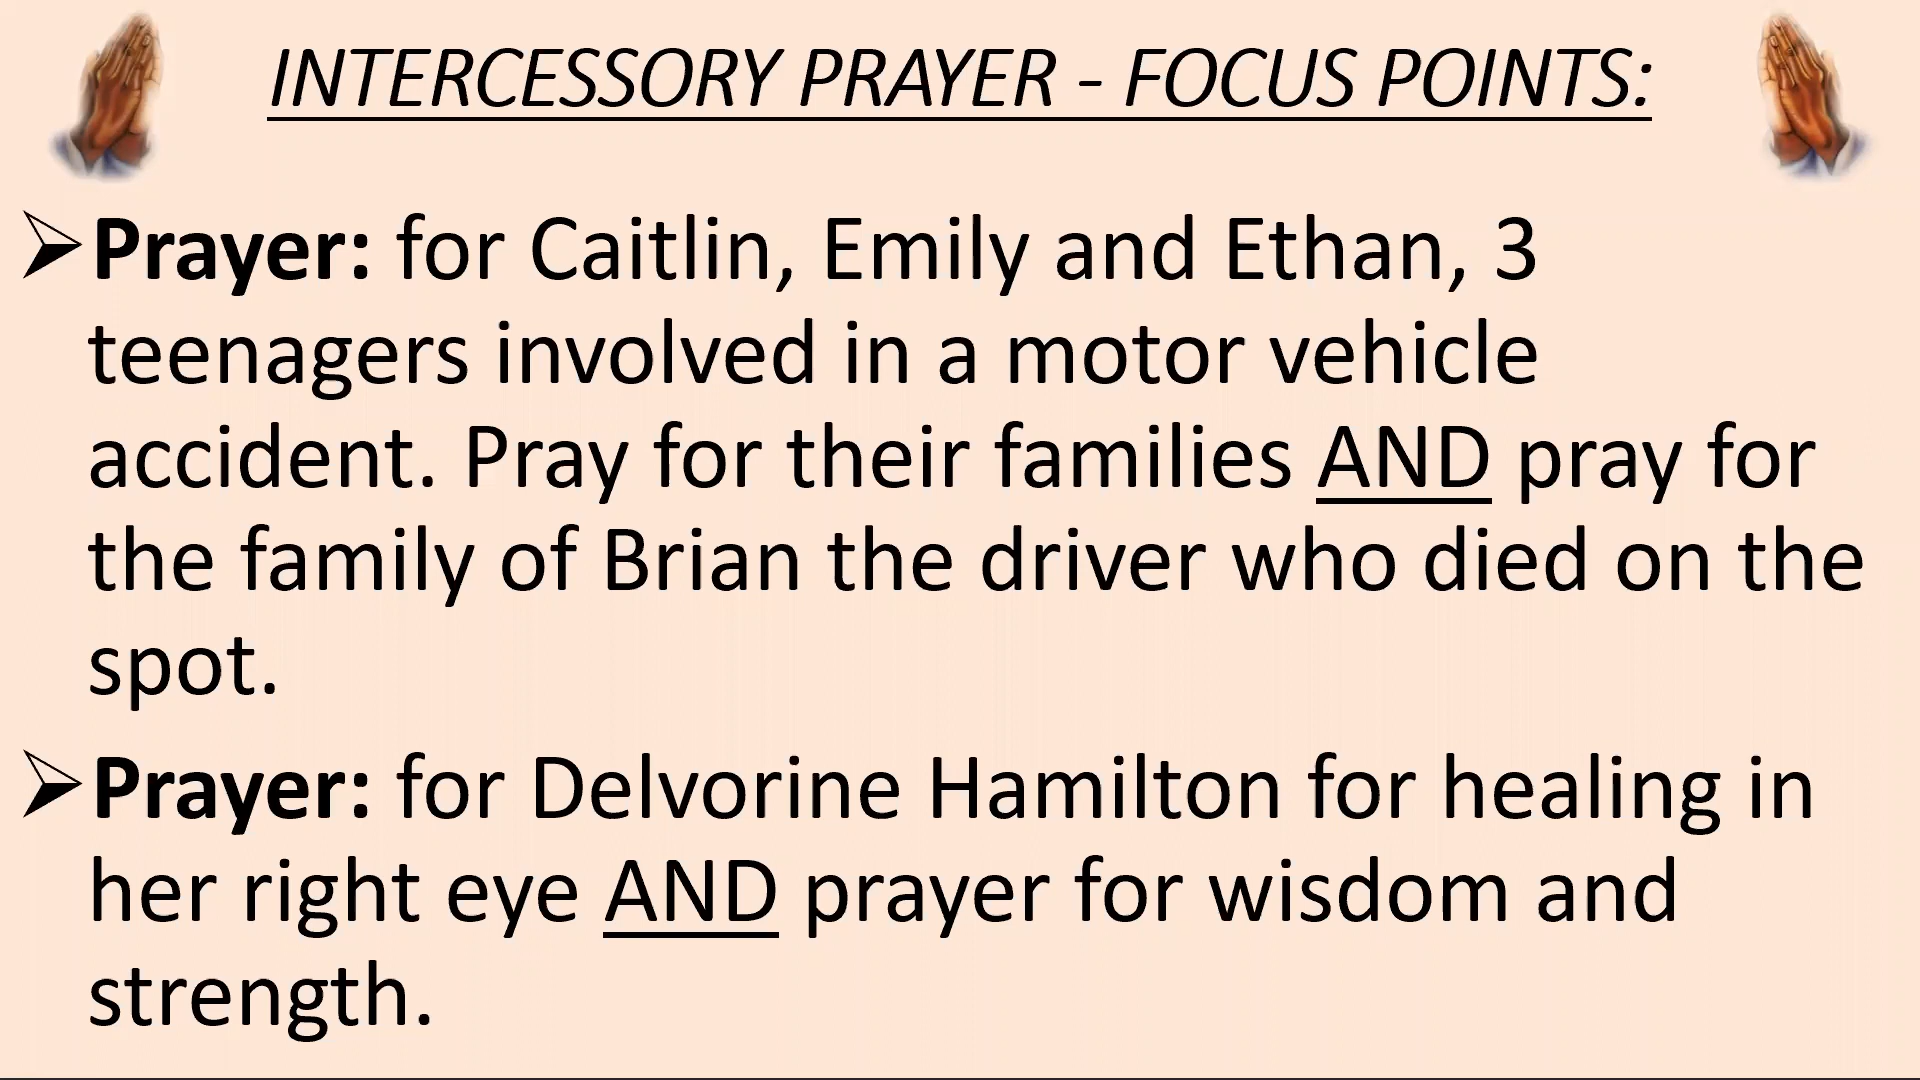 INTERCESSORY PRAYER - FOCUS POINTS:
➢Prayer: for Caitlin, Emily and Ethan, 3
teenagers involved in a motor vehicle
accident. Pray for their families AND pray for
the family of Brian the driver who died on the
spot.
➢Prayer: for Delvorine Hamilton for healing in
her right eye AND prayer for wisdom and
strength.